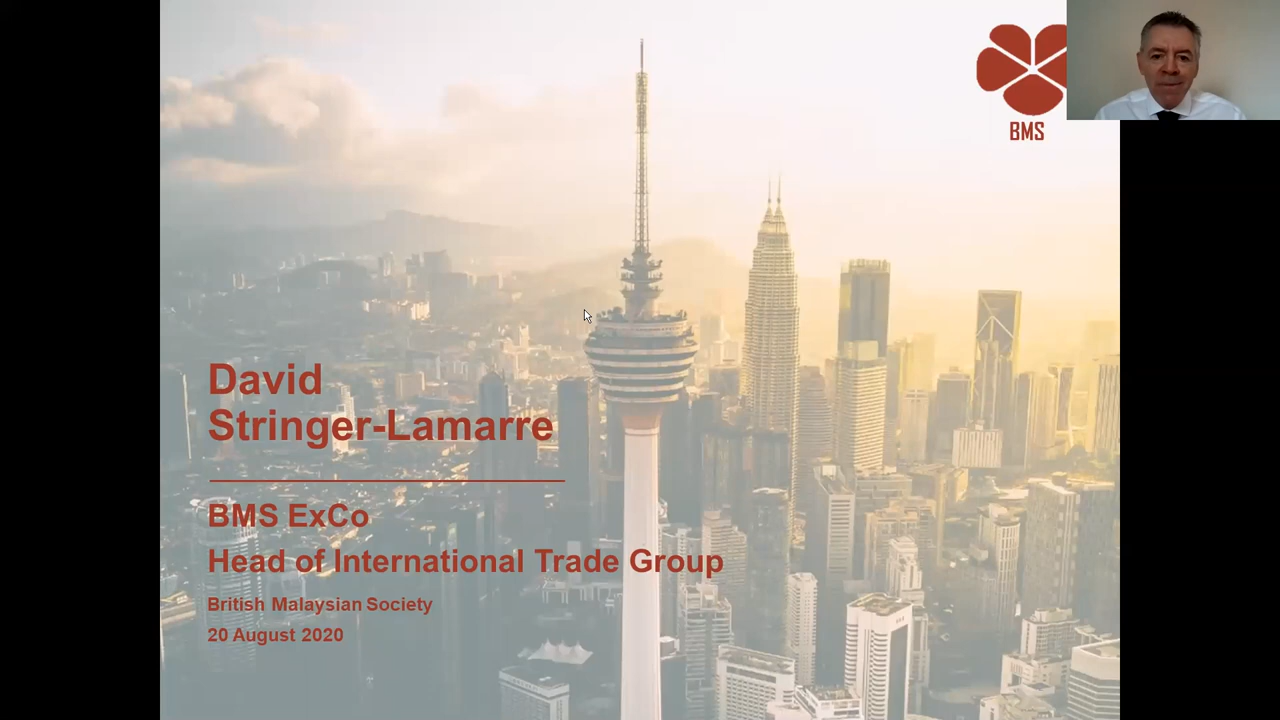 BMS
David
Stringer-Lamarre
BMS ExCo
Head of International Trade Group
British Malaysian Society
20 August 2020